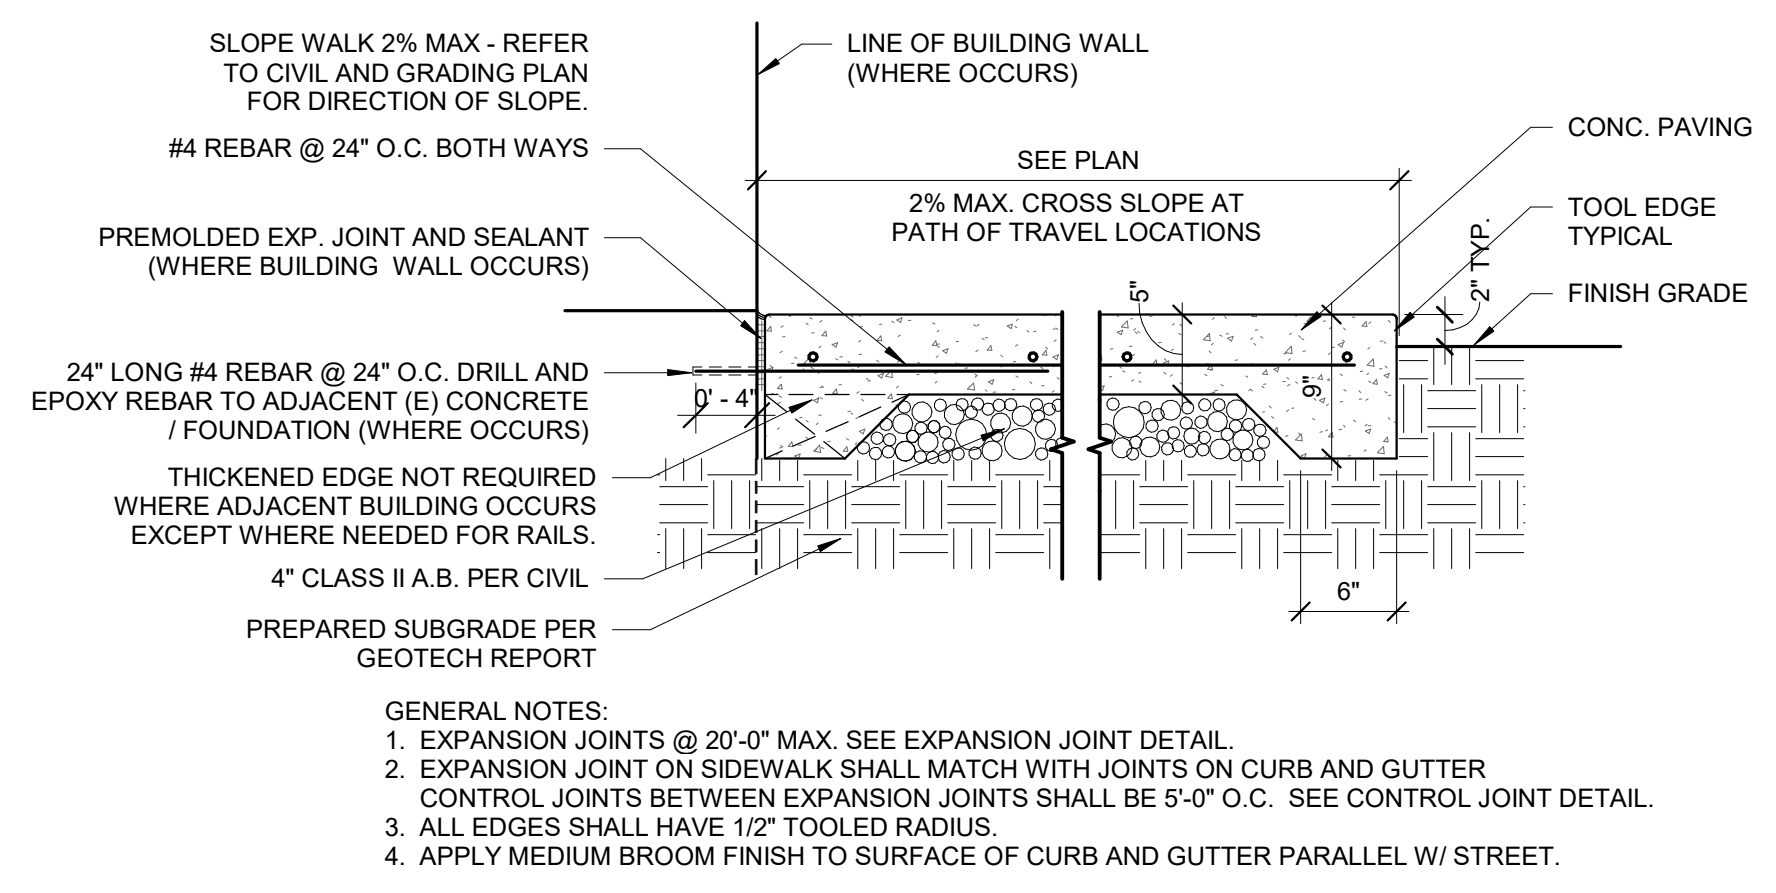 SLOPE WALK 2% MAX - REFER
TO CIVIL AND GRADING PLAN
FOR DIRECTION OF SLOPE.
#4 REBAR @ 24" O.C. BOTH WAYS
PREMOLDED EXP. JOINT AND SEALANT
(WHERE BUILDING WALL OCCURS)
24" LONG #4 REBAR @ 24" O.C. DRILL AND
EPOXY REBAR TO ADJACENT (E) CONCRETE
/ FOUNDATION (WHERE OCCURS)
THICKENED EDGE NOT REQUIRED
WHERE ADJACENT BUILDING OCCURS
EXCEPT WHERE NEEDED FOR RAILS.
4" CLASS II A.B. PER CIVIL
PREPARED SUBGRADE PER
GEOTECH REPORT
LINE OF BUILDING WALL
(WHERE OCCURS)
SEE PLAN
2% MAX. CROSS SLOPE AT
PATH OF TRAVEL LOCATIONS
CONC. PAVING
TOOL EDGE
TYPICAL
FINISH GRADE
2" TYP.
5"
9"
0' - 4"
6"
GENERAL NOTES:
1. EXPANSION JOINTS @ 20'-0" MAX. SEE EXPANSION JOINT DETAIL.
2. EXPANSION JOINT ON SIDEWALK SHALL MATCH WITH JOINTS ON CURB AND GUTTER
CONTROL JOINTS BETWEEN EXPANSION JOINTS SHALL BE 5'-0" O.C. SEE CONTROL JOINT DETAIL.
3. ALL EDGES SHALL HAVE 1/2" TOOLED RADIUS.
4. APPLY MEDIUM BROOM FINISH TO SURFACE OF CURB AND GUTTER PARALLEL W/ STREET.